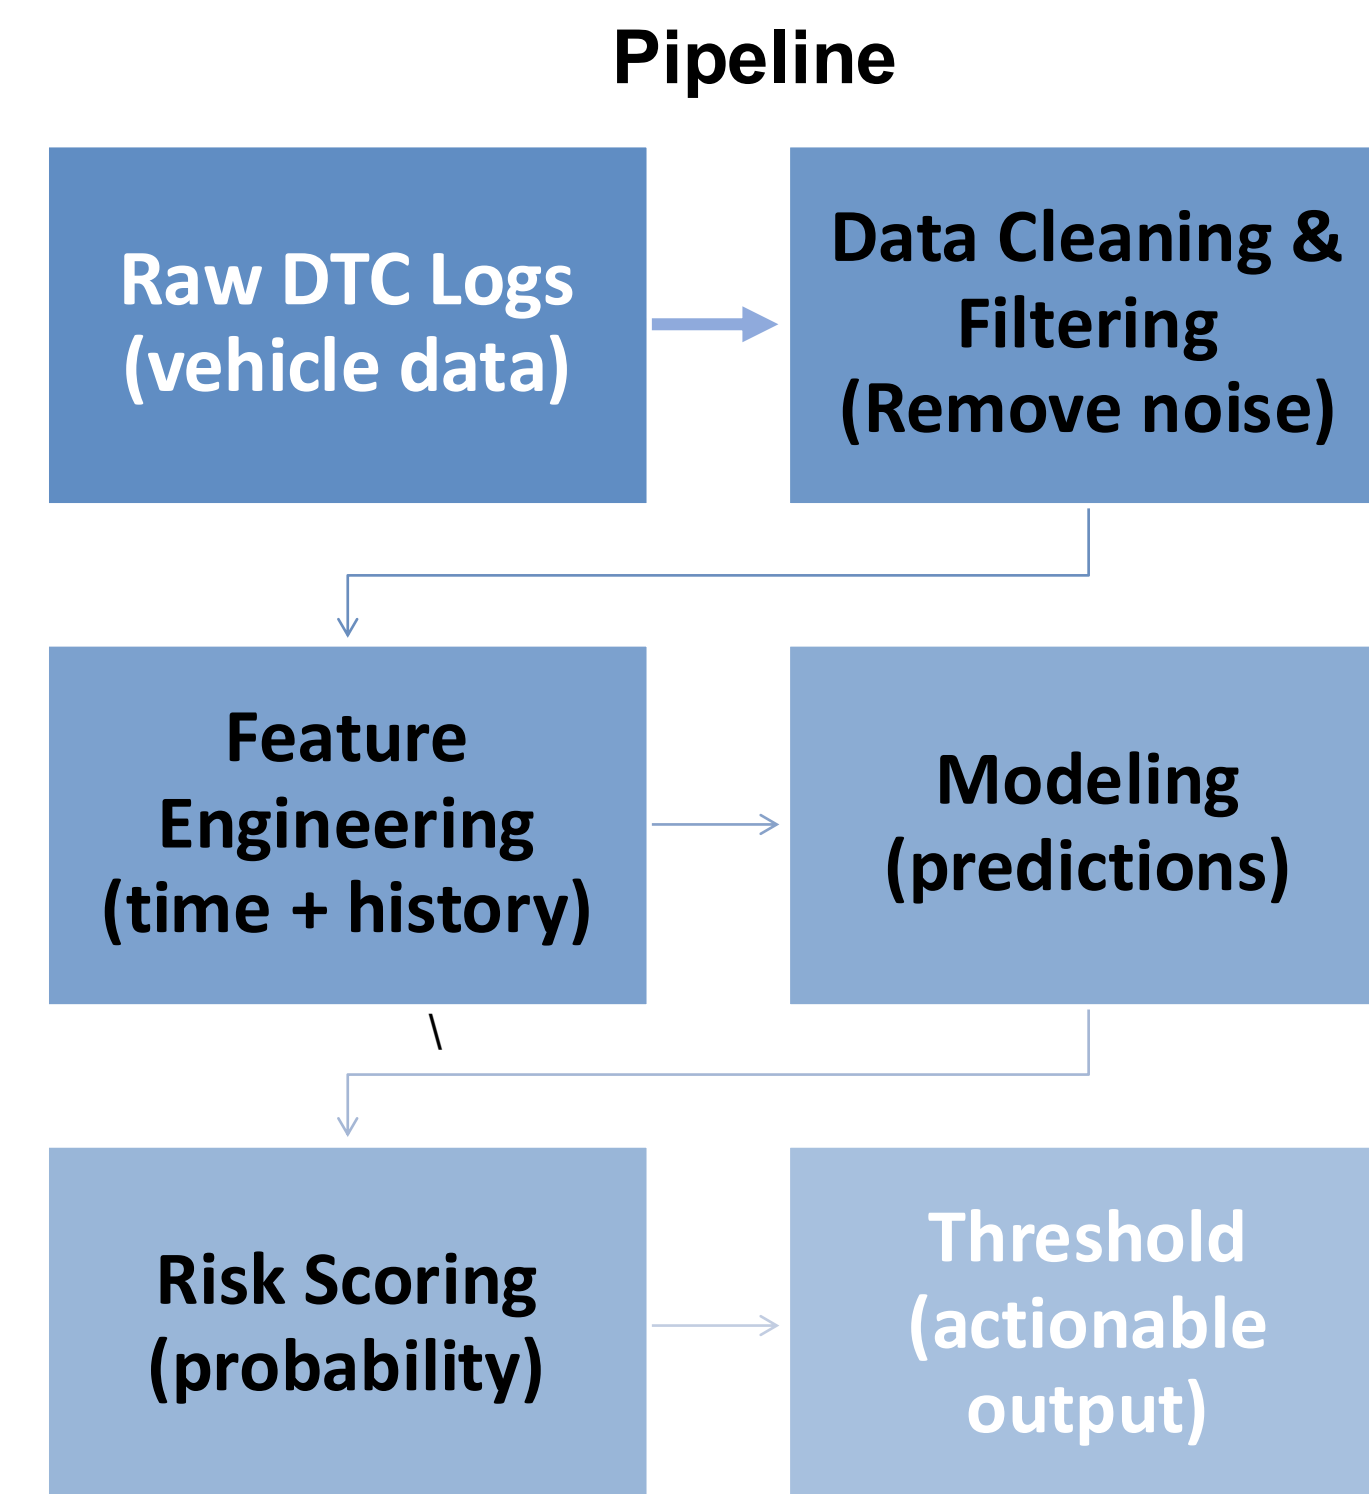 Pipeline
Raw DTC Logs
(vehicle data)
Data Cleaning &
Filtering
(Remove noise)
Feature
Engineering
(time + history)
Modeling
(predictions)
\
Risk Scoring
(probability)
Threshold
(actionable
output)